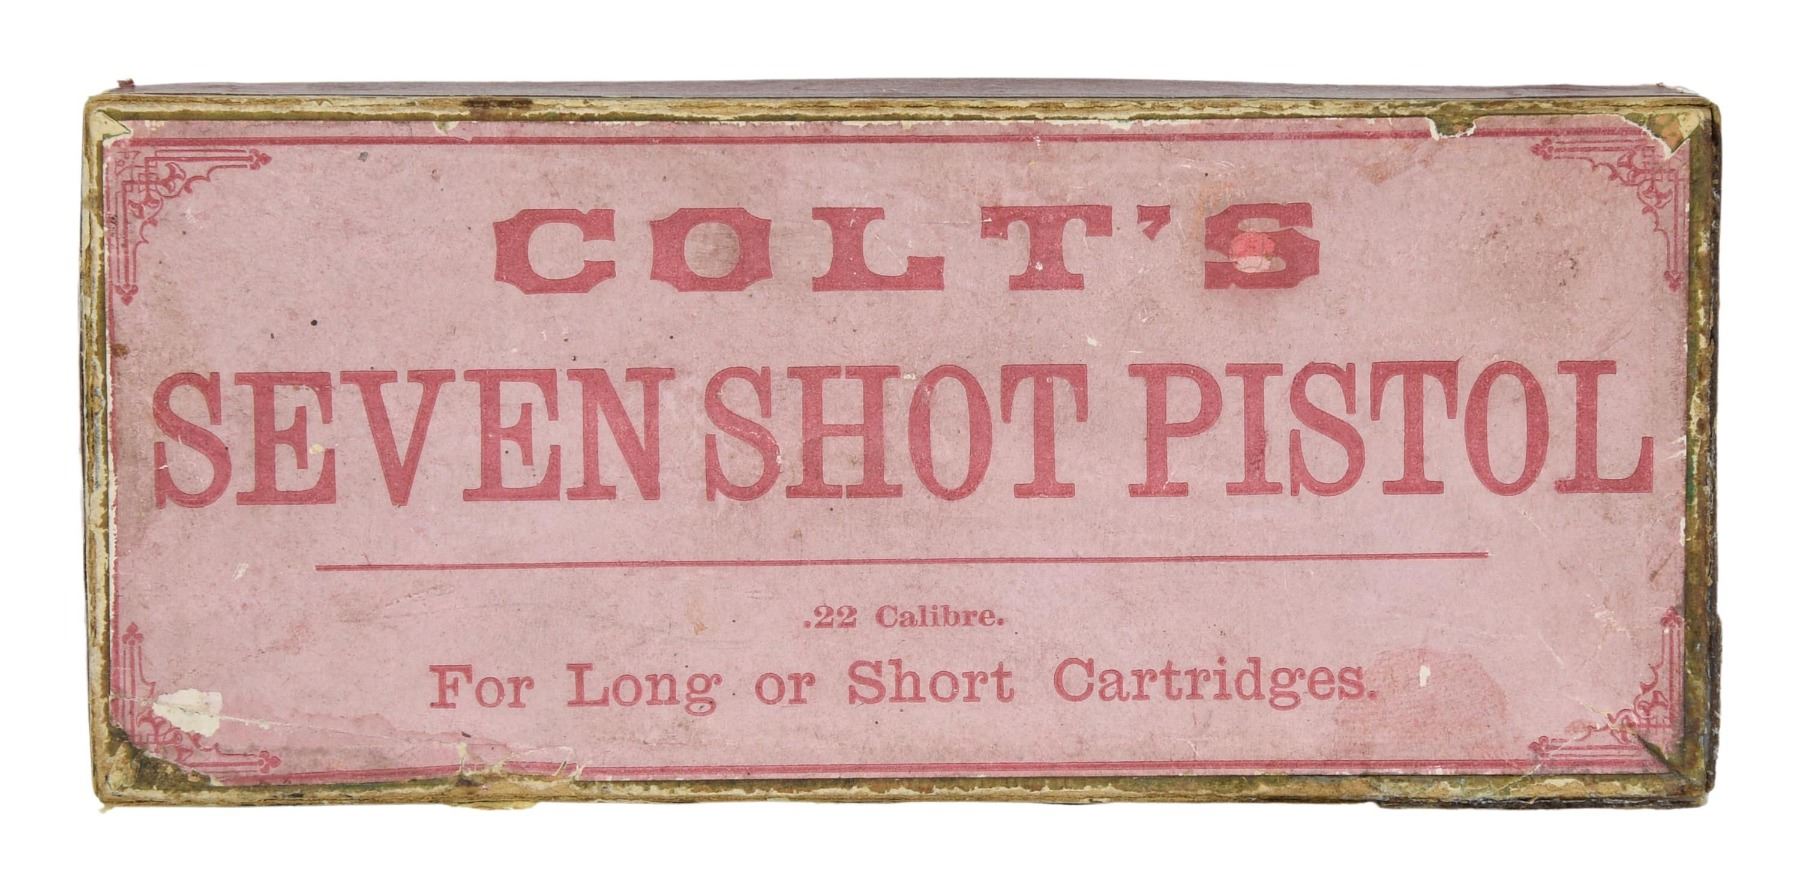 COLT'S
SEVEN SHOT PISTOL
.22 Calibre.
For Long or Short Cartridges.